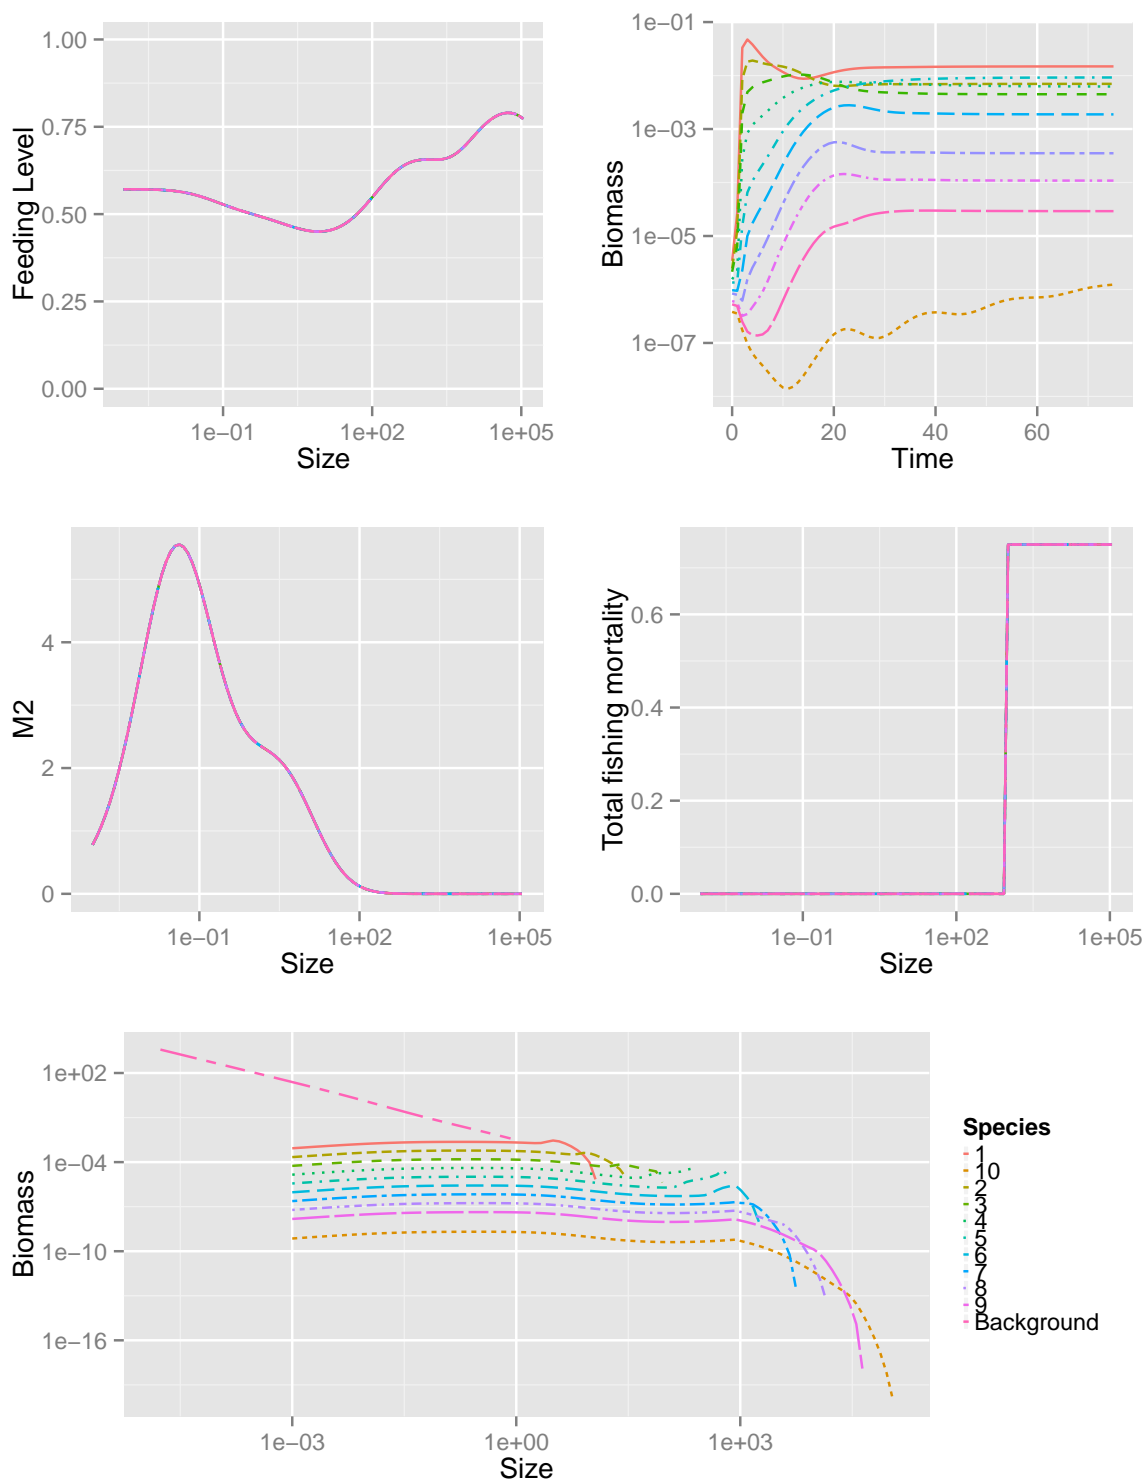 1.00
0.75
0.50
0.25
0.00
Feeding Level
1e−01
1e+02
1e+05
Size
1e−01
1e−03
1e−05
1e−07
Biomass
0
20
40
60
Time
4
2
0
M2
1e−01
1e+02
1e+05
Size
0.6
0.4
0.2
0.0
Total fishing mortality
1e−01
1e+02
1e+05
Size
1e+02
1e−04
1e−10
1e−16
Biomass
1e−03
1e+00
1e+03
Size
Species
1
10
2
3
4
5
6
7
8
9
Background